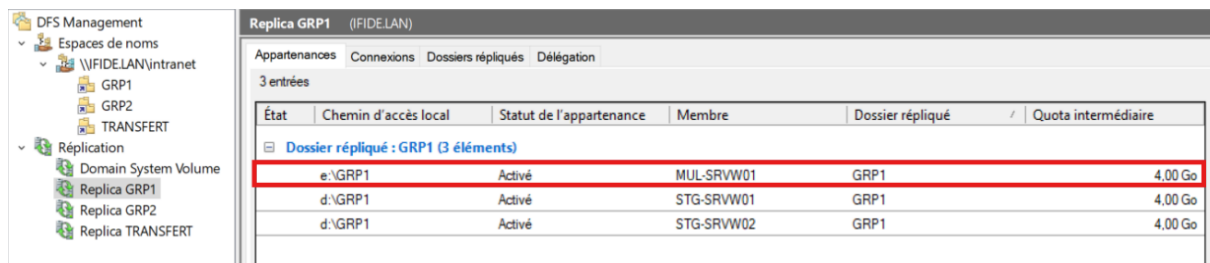 DFS Management
Espaces de noms
\\IFIDE.LAN\intranet
GRP1
GRP2
TRANSFERT
Réplication
Domain System Volume
Replica GRP1
Replica GRP2
Replica TRANSFERT
Replica GRP1 (IFIDE.LAN)
Appartenances Connexions Dossiers répliqués Délégation
3 entrées
État Chemin d'accès local Statut de l'appartenance Membre Dossier répliqué Quota intermédiaire
Dossier répliqué : GRP1 (3 éléments)
e:\GRP1 Activé MUL-SRVW01 GRP1 4,00 Go
d:\GRP1 Activé STG-SRVW01 GRP1 4,00 Go
d:\GRP1 Activé STG-SRVW02 GRP1 4,00 Go